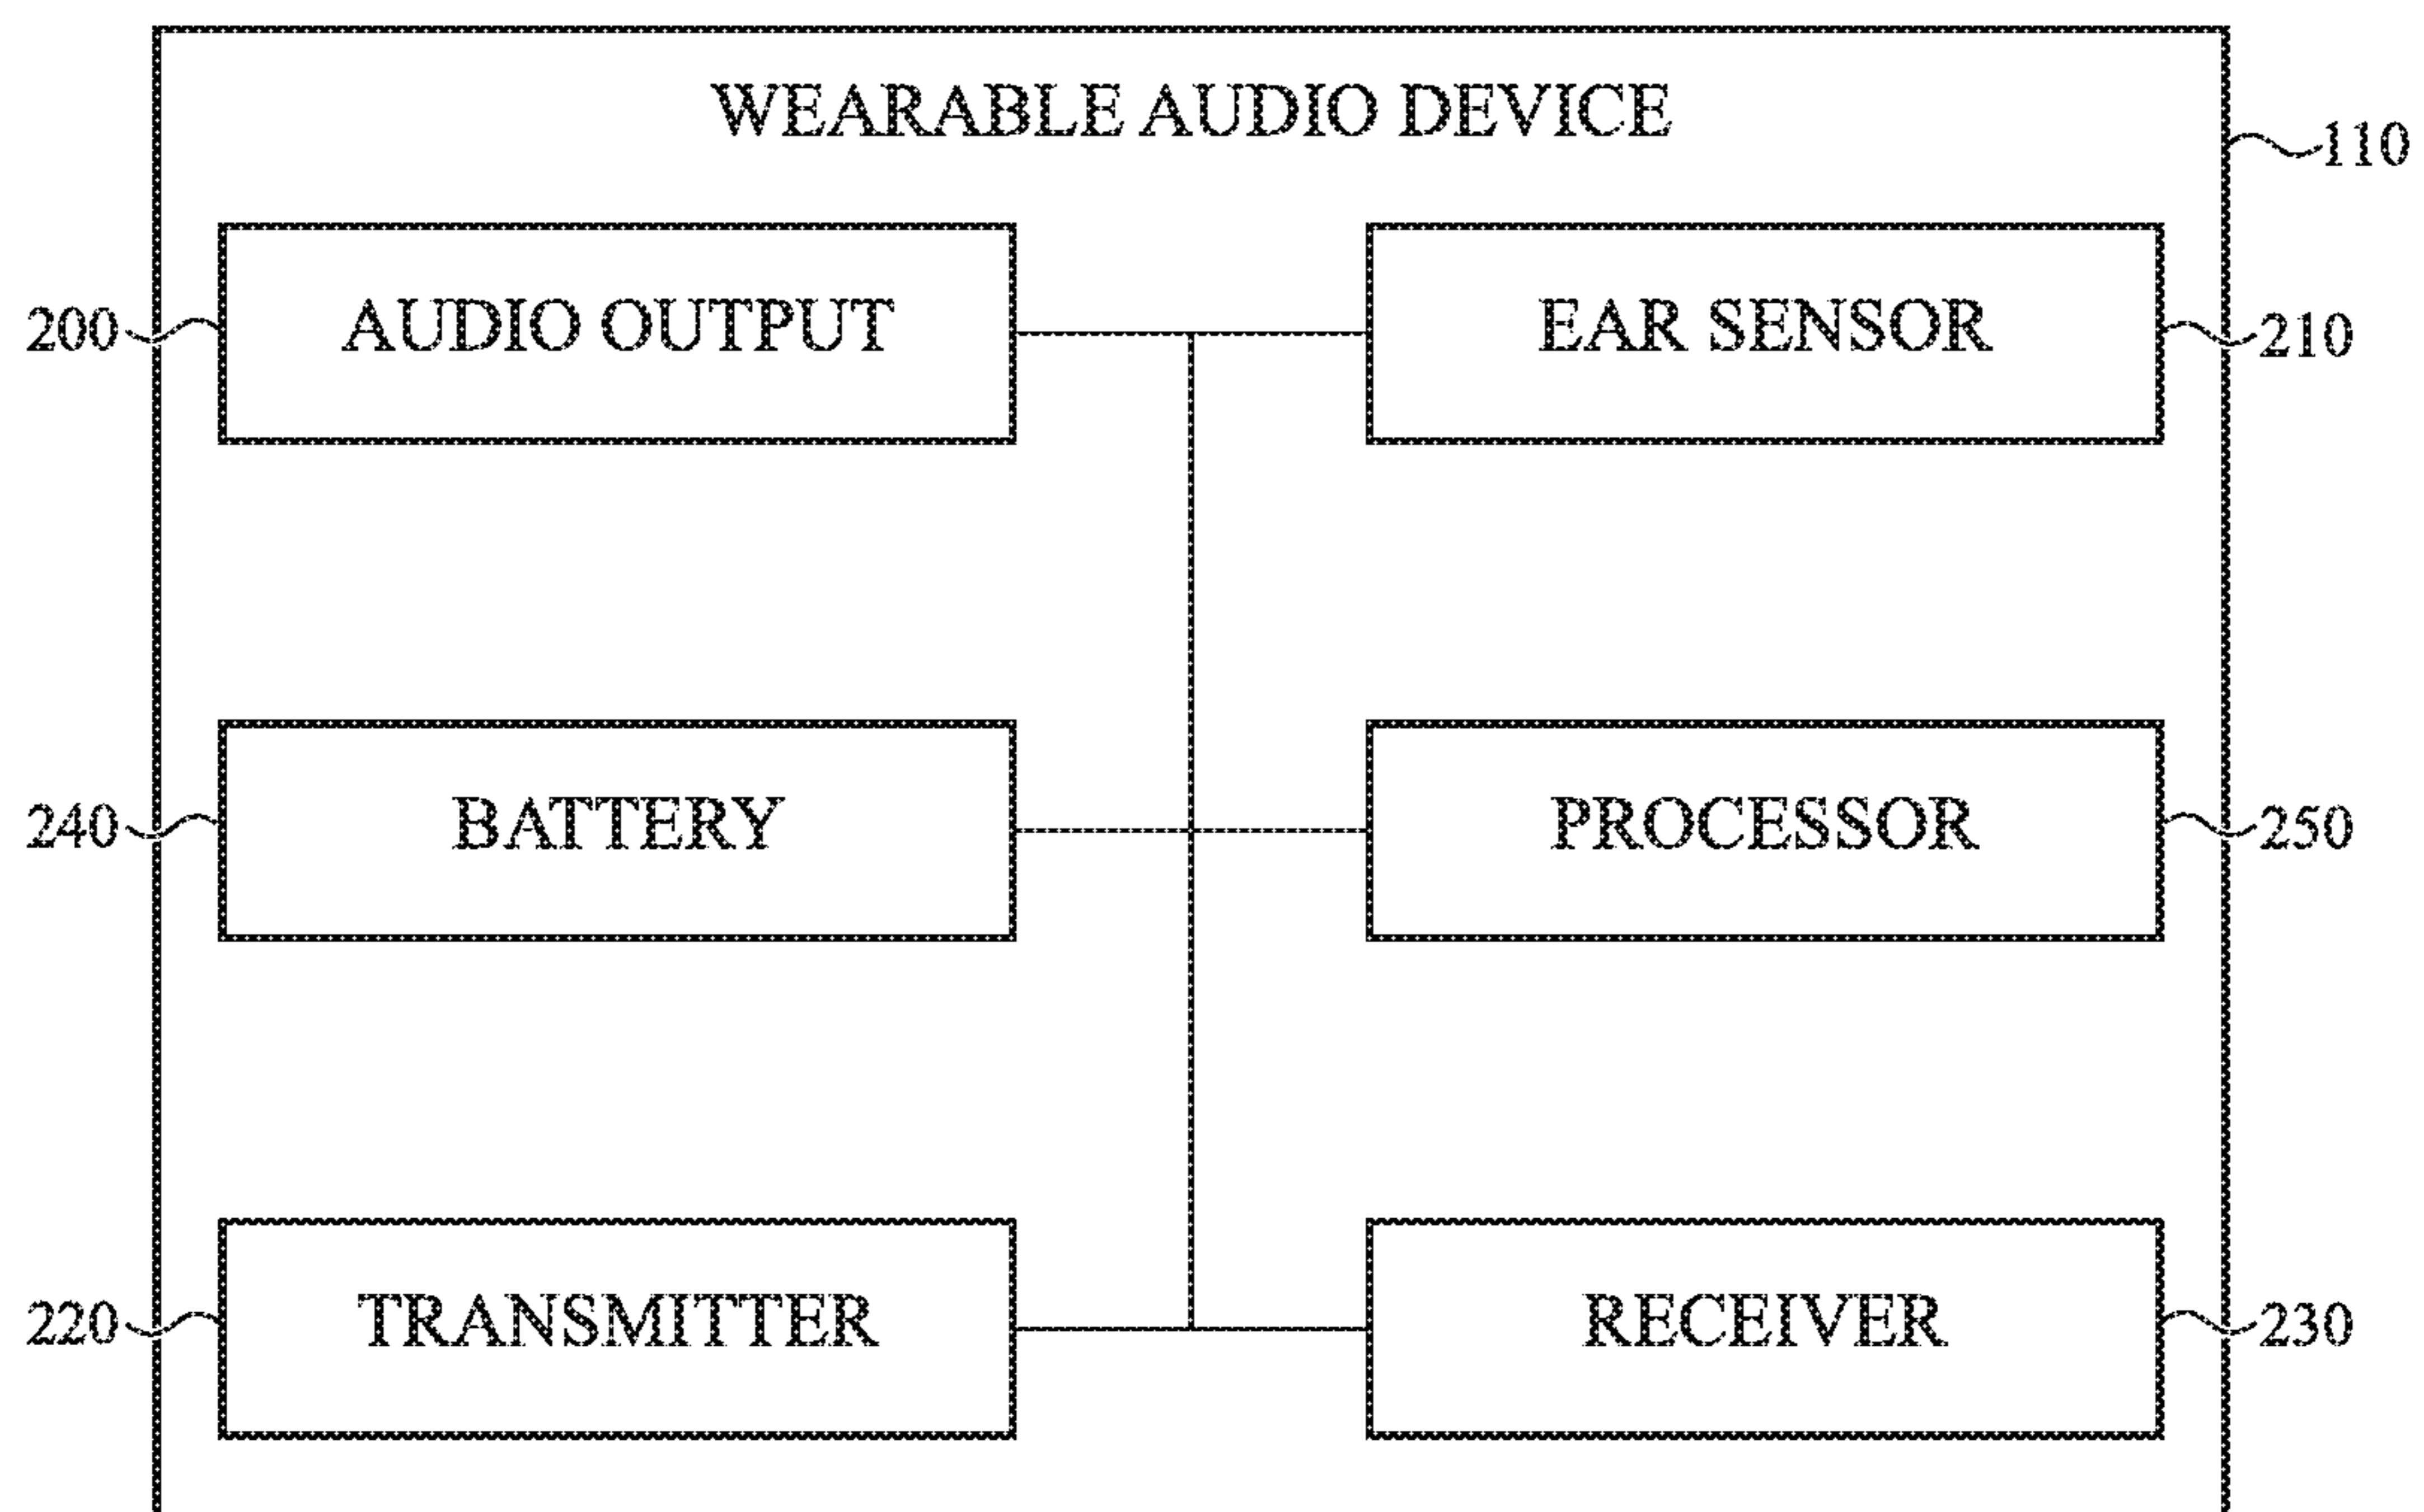 WEARABLE AUDIO DEVICE
110
200
AUDIO OUTPUT
EAR SENSOR
210
240
BATTERY
PROCESSOR
250
220
TRANSMITTER
RECEIVER
230